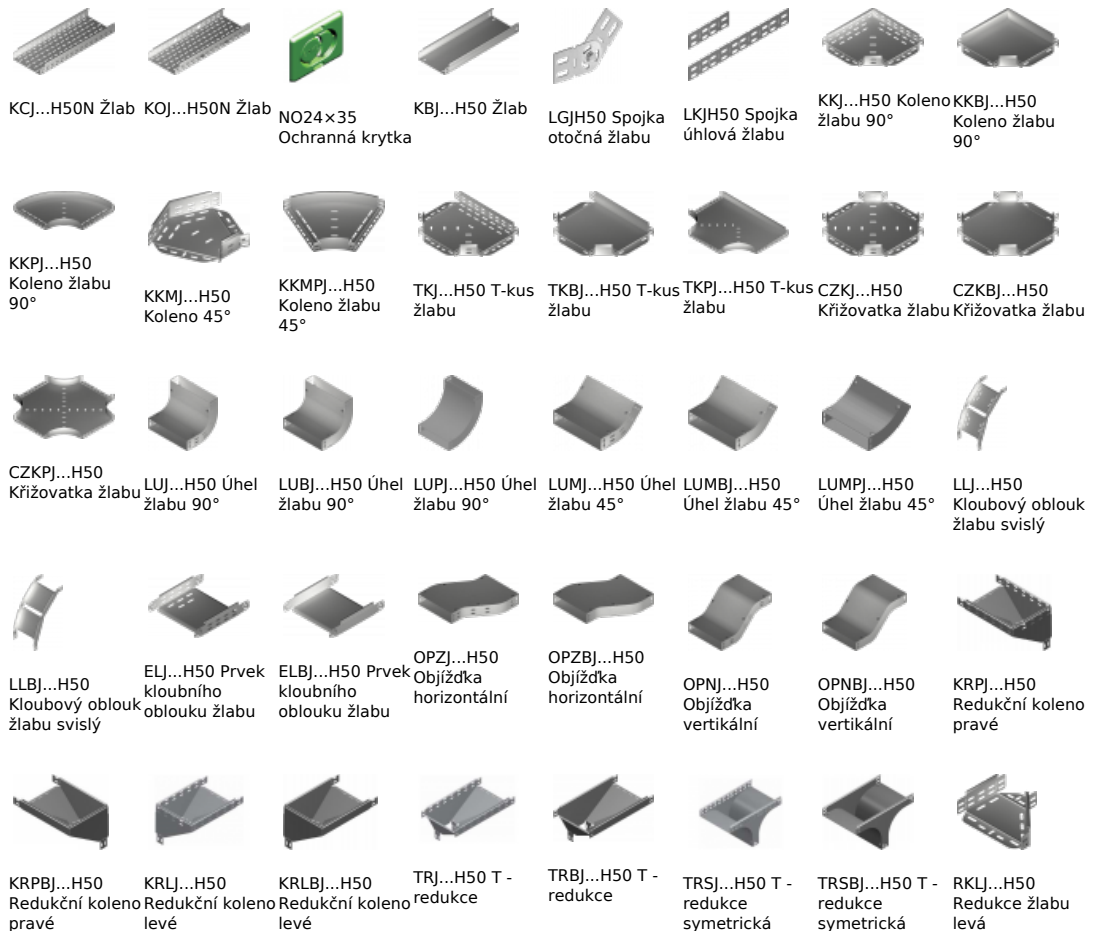 KCJ...H50N Žlab
KOJ...H50N Žlab
NO24×35
Ochranná krytka
KBJ...H50 Žlab
LGJH50 Spojka
otočná žlabu
LKJH50 Spojka
úhlová žlabu
KKJ...H50 Koleno
žlabu 90°
KKBJ...H50
Koleno žlabu
90°
KKPJ...H50
Koleno žlabu
90°
KKMJ...H50
Koleno 45°
KKMPJ...H50
Koleno žlabu
45°
TKJ...H50 T-kus
žlabu
TKBJ...H50 T-kus
žlabu
TKPJ...H50 T-kus
žlabu
CZKJ...H50
Křižovatka žlabu
CZKBJ...H50
Křižovatka žlabu
CZKPJ...H50
Křižovatka žlabu
LUJ...H50 Úhel
žlabu 90°
LUBJ...H50 Úhel
žlabu 90°
LUPJ...H50 Úhel
žlabu 90°
LUMJ...H50 Úhel
žlabu 45°
LUMBJ...H50
Úhel žlabu 45°
LUMPJ...H50
Úhel žlabu 45°
LLJ...H50
Kloubový oblouk
žlabu svislý
LLBJ...H50
Kloubový oblouk
žlabu svislý
ELJ...H50 Prvek
kloubního
oblouku žlabu
ELBJ...H50 Prvek
kloubního
oblouku žlabu
OPZJ...H50
Objížďka
horizontální
OPZBJ...H50
Objížďka
horizontální
OPNJ...H50
Objížďka
vertikální
OPNBJ...H50
Objížďka
vertikální
KRPJ...H50
Redukční koleno
pravé
KRPBJ...H50
Redukční koleno
pravé
KRLJ...H50
Redukční koleno
levé
KRLBJ...H50
Redukční koleno
levé
TRJ...H50 T -
redukce
TRBJ...H50 T -
redukce
TRSJ...H50 T -
redukce
symetrická
TRSBJ...H50 T -
redukce
symetrická
RKLJ...H50
Redukce žlabu
levá